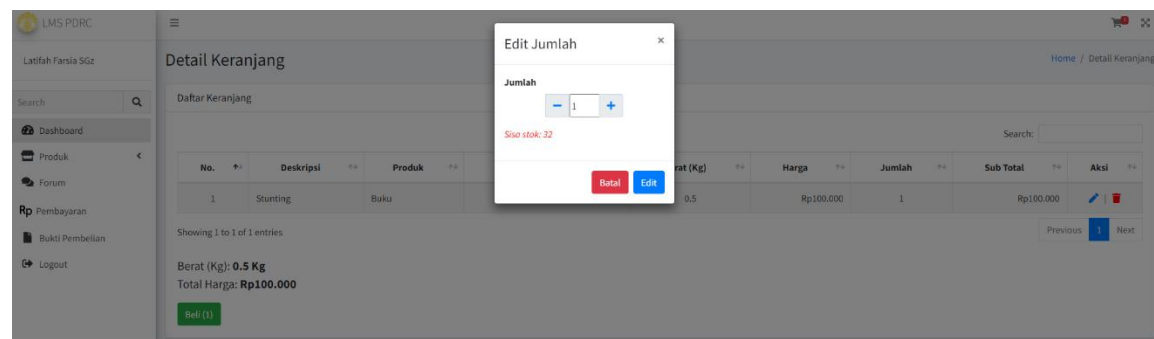 LMS PDRC
Latifah Farsia SGz
Search
Dashboard
Produk
Forum
Rp Pembayaran
Bukti Pembelian
Logout
Detail Keranjang
Home / Detail Keranjang
Daftar Keranjang
Search:
No. Deskripsi Produk rat (Kg) Harga Jumlah Sub Total Aksi
1 Stunting Buku 0.5 Rp100.000 1 Rp100.000
Showing 1 to 1 of 1 entries
Previous 1 Next
Berat (Kg): 0.5 Kg
Total Harga: Rp100.000
Beli (1)
Edit Jumlah ×
Jumlah
− 1 +
Sisa stok: 32
Batal Edit